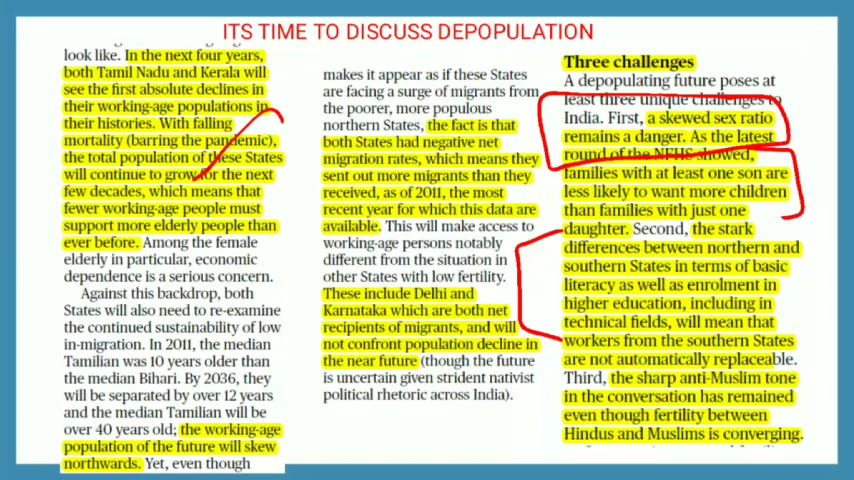 ITS TIME TO DISCUSS DEPOPULATION
look like. In the next four years,
both Tamil Nadu and Kerala will
see the first absolute declines in
their working-age populations in
their histories. With falling
mortality (barring the pandemic),
the total population of these States
will continue to grow for the next
few decades, which means that
fewer working-age people must
support more elderly people than
ever before. Among the female
elderly in particular, economic
dependence is a serious concern.
Against this backdrop, both
States will also need to re-examine
the continued sustainability of low
in-migration. In 2011, the median
Tamilian was 10 years older than
the median Bihari. By 2036, they
will be separated by over 12 years
and the median Tamilian will be
over 40 years old; the working-age
population of the future will skew
northwards. Yet, even though
makes it appear as if these States
are facing a surge of migrants from
the poorer, more populous
northern States, the fact is that
both States had negative net
migration rates, which means they
sent out more migrants than they
received, as of 2011, the most
recent year for which this data are
available. This will make access to
working-age persons notably
different from the situation in
other States with low fertility.
These include Delhi and
Karnataka which are both net
recipients of migrants, and will
not confront population decline in
the near future (though the future
is uncertain given strident nativist
political rhetoric across India).
Three challenges
A depopulating future poses at
least three unique challenges to
India. First, a skewed sex ratio
remains a danger. As the latest
round of the NFHS showed,
families with at least one son are
less likely to want more children
than families with just one
daughter. Second, the stark
differences between northern and
southern States in terms of basic
literacy as well as enrolment in
higher education, including in
technical fields, will mean that
workers from the southern States
are not automatically replaceable.
Third, the sharp anti-Muslim tone
in the conversation has remained
even though fertility between
Hindus and Muslims is converging.